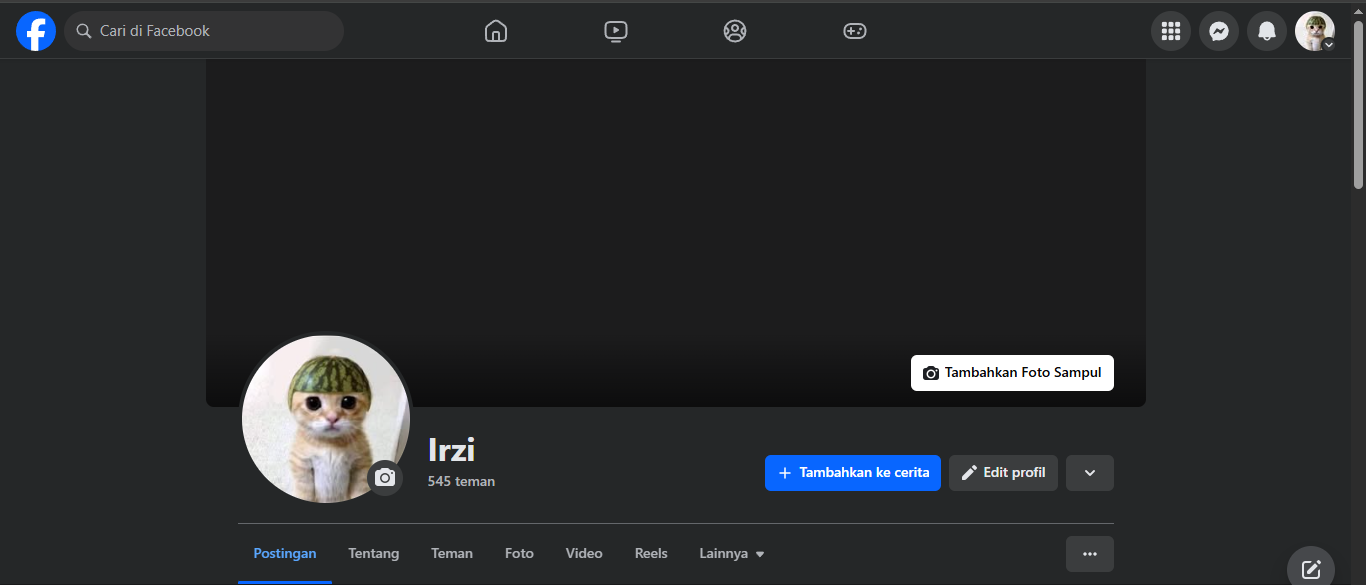 Cari di Facebook
Tambahkan Foto Sampul
Irzi
545 teman
Tambahkan ke cerita
Edit profil
Postingan Tentang Teman Foto Video Reels Lainnya